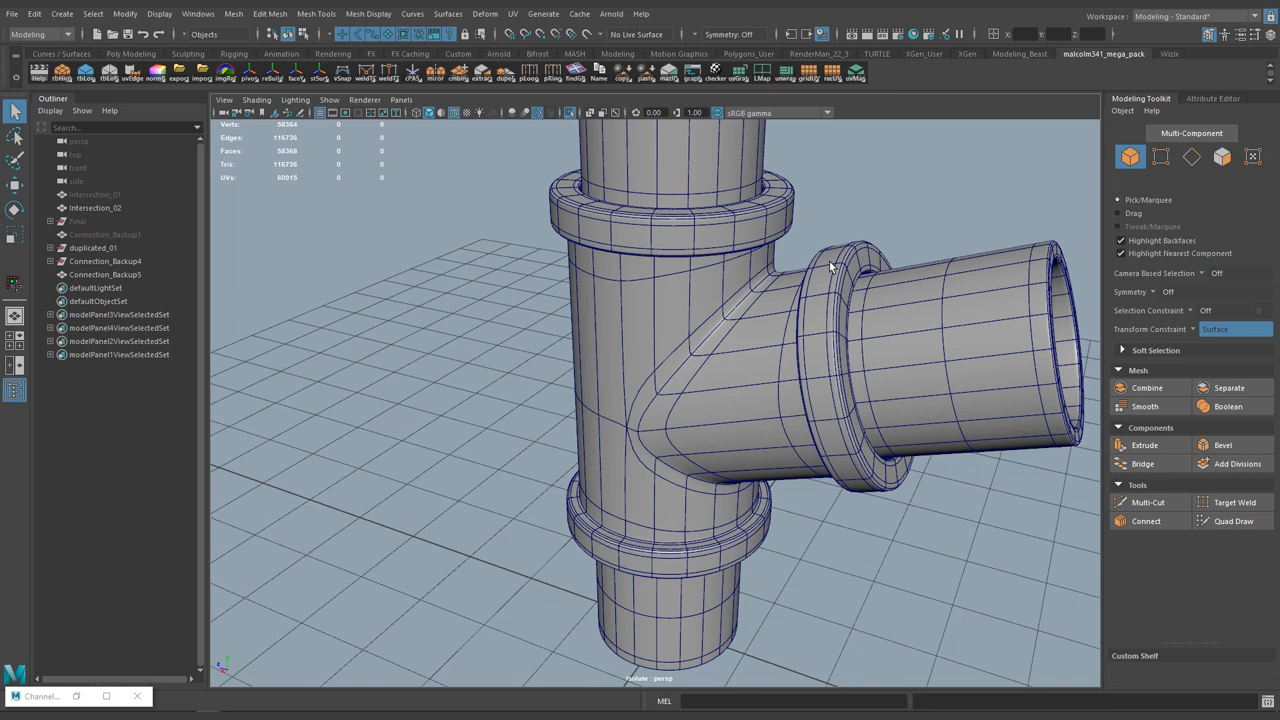 File Edit Create Select Modify Display Windows Mesh Edit Mesh Mesh Tools Mesh Display Curves Surfaces Deform UV Generate Cache Arnold Help
Workspace: Modeling - Standard*
Modeling Objects No Live Surface Symmetry: Off X: Y: Z:
Curves / Surfaces Poly Modeling Sculpting Rigging Animation Rendering FX FX Caching Custom Arnold Bifrost MASH Modeling Motion Graphics Polygons_User RenderMan_22_3 TURTLE XGen_User XGen Modeling_Beast malcolm341_mega_pack Wizix
Outliner
Display Show Help
Search...
persp
top
front
side
Intersection_01
Intersection_02
Final
Connection_Backup1
duplicated_01
Connection_Backup4
Connection_Backup5
defaultLightSet
defaultObjectSet
modelPanel3ViewSelectedSet
modelPanel4ViewSelectedSet
modelPanel2ViewSelectedSet
modelPanel1ViewSelectedSet
Channel...
View Shading Lighting Show Renderer Panels
0.00 1.00 sRGB gamma
Verts: 58364 0 0
Edges: 116736 0 0
Faces: 58368 0 0
Tris: 116736 0 0
UVs: 60915 0 0
Isolate : persp
Modeling Toolkit Attribute Editor
Object Help
Multi-Component
Pick/Marquee
Drag
Tweak/Marquee
Highlight Backfaces
Highlight Nearest Component
Camera Based Selection Off
Symmetry Off
Selection Constraint Off 0
Transform Constraint Surface
Soft Selection
Mesh
Combine Separate
Smooth Boolean
Components
Extrude Bevel
Bridge Add Divisions
Tools
Multi-Cut Target Weld
Connect Quad Draw
Custom Shelf
MEL